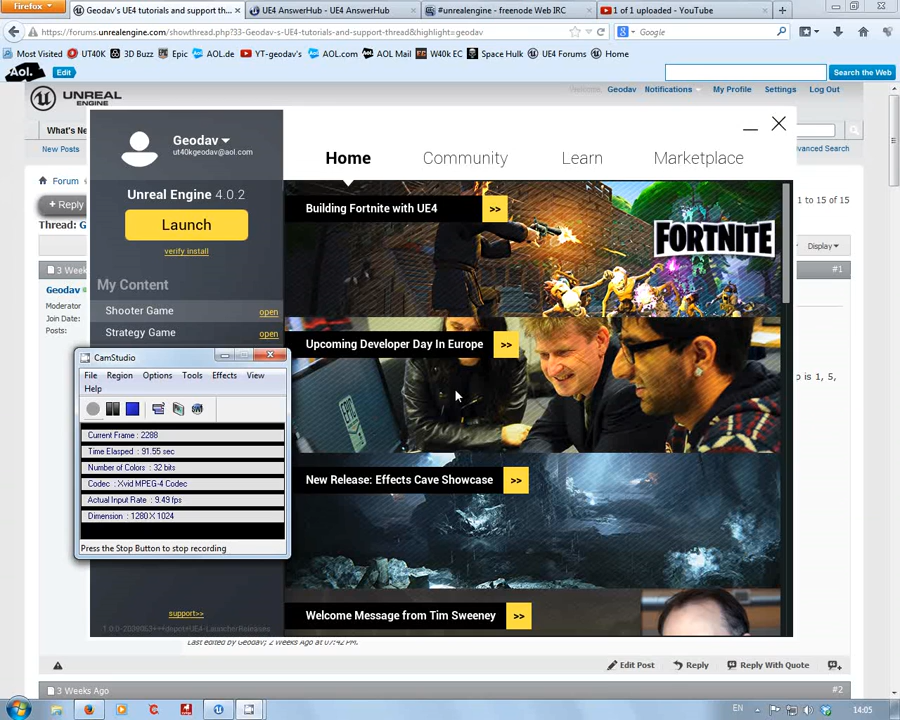 Firefox
Geodav's UE4 tutorials and support th...
UE4 AnswerHub - UE4 AnswerHub
#unrealengine - freenode Web IRC
1 of 1 uploaded - YouTube
https://forums.unrealengine.com/showthread.php?33-Geodav-s-UE4-tutorials-and-support-thread&highlight=geodav
Google
Most Visited
UT40K
3D Buzz
Epic
AOL.de
YT-geodav's
AOL.com
AOL Mail
W40k EC
Space Hulk
UE4 Forums
Home
Aol.
Edit
Search the Web
UNREAL
ENGINE
Geodav
Notifications
My Profile
Settings
Log Out
What's Ne
New Posts
Advanced Search
Forum
+ Reply
1 to 15 of 15
Thread: G
Display
3 Week
#1
Geodav
Moderator
Join Date:
Posts:
o is 1, 5,
Geodav
ut40kgeodav@aol.com
Home
Community
Learn
Marketplace
Unreal Engine 4.0.2
Launch
verify install
My Content
Shooter Game
open
Strategy Game
open
Building Fortnite with UE4
>>
FORTNITE
Upcoming Developer Day In Europe
>>
New Release: Effects Cave Showcase
>>
Welcome Message from Tim Sweeney
>>
CamStudio
File Region Options Tools Effects View
Help
Current Frame : 2288
Time Elasped : 91.55 sec
Number of Colors : 32 bits
Codec : Xvid MPEG-4 Codec
Actual Input Rate : 9.49 fps
Dimension : 1280 X 1024
Press the Stop Button to stop recording
support>>
Last edited by Geodav; 2 Weeks Ago at 07:42 PM.
Edit Post
Reply
Reply With Quote
3 Weeks Ago
#2
EN
14:05